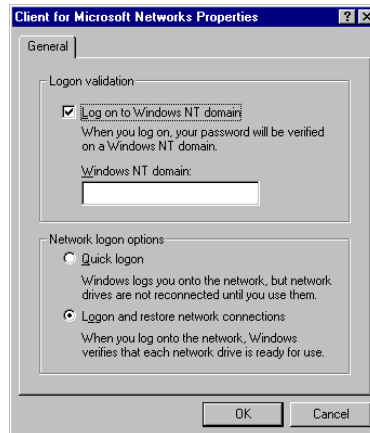 Client for Microsoft Networks Properties
General
Logon validation
Log on to Windows NT domain
When you log on, your password will be verified
on a Windows NT domain.
Windows NT domain:
Network logon options
Quick logon
Windows logs you onto the network, but network
drives are not reconnected until you use them.
Logon and restore network connections
When you log onto the network, Windows
verifies that each network drive is ready for use.
OK Cancel